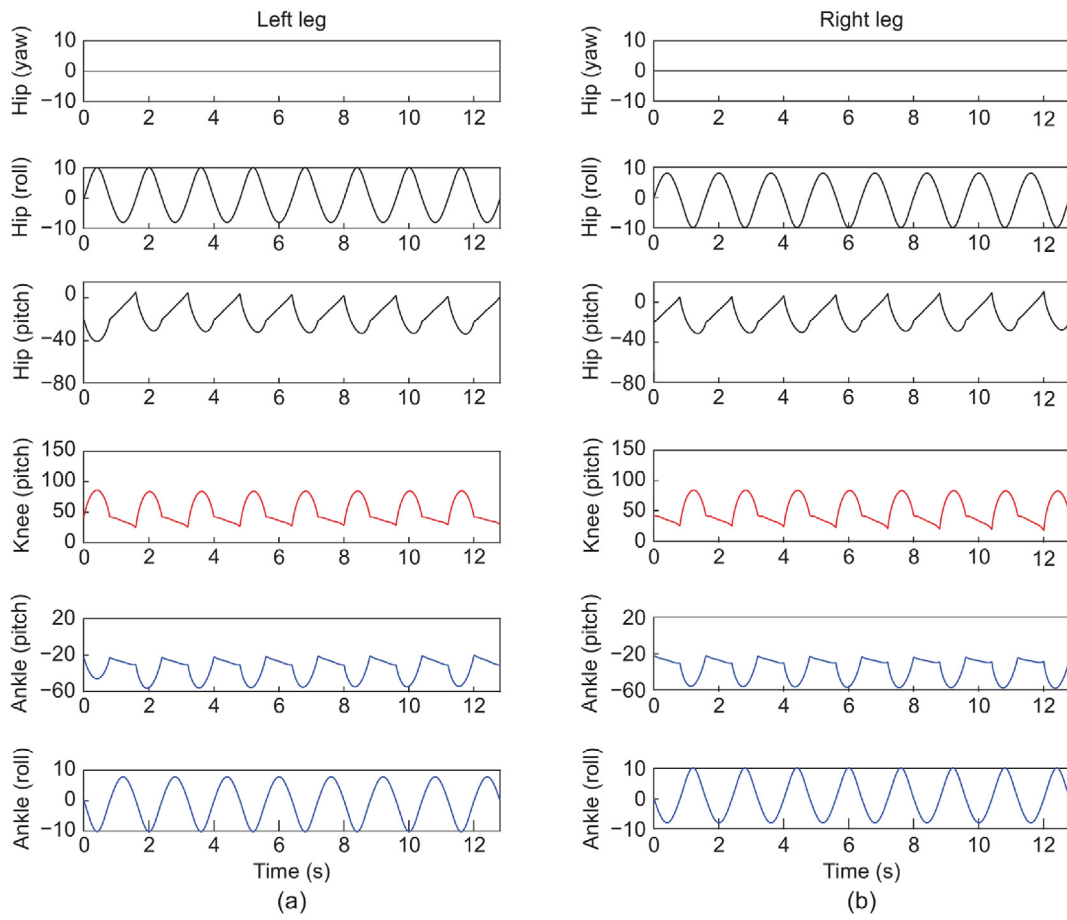 Left leg
Hip (yaw)
10
0
−10
0 2 4 6 8 10 12
Hip (roll)
10
0
−10
0 2 4 6 8 10 12
Hip (pitch)
0
−40
−80
0 2 4 6 8 10 12
Knee (pitch)
150
100
50
0
0 2 4 6 8 10 12
Ankle (pitch)
20
−20
−60
0 2 4 6 8 10 12
Ankle (roll)
10
0
−10
0 2 4 6 8 10 12
Time (s)
(a)
Right leg
Hip (yaw)
10
0
−10
0 2 4 6 8 10 12
Hip (roll)
10
0
−10
0 2 4 6 8 10 12
Hip (pitch)
0
−40
−80
0 2 4 6 8 10 12
Knee (pitch)
150
100
50
0
0 2 4 6 8 10 12
Ankle (pitch)
20
−20
−60
0 2 4 6 8 10 12
Ankle (roll)
10
0
−10
0 2 4 6 8 10 12
Time (s)
(b)